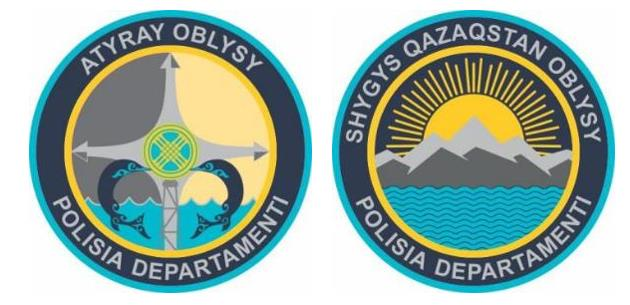 ATYRAY OBLYSY
POLISIA DEPARTAMENTI
SHYGYS QAZAQSTAN OBLYSY
POLISIA DEPARTAMENTI